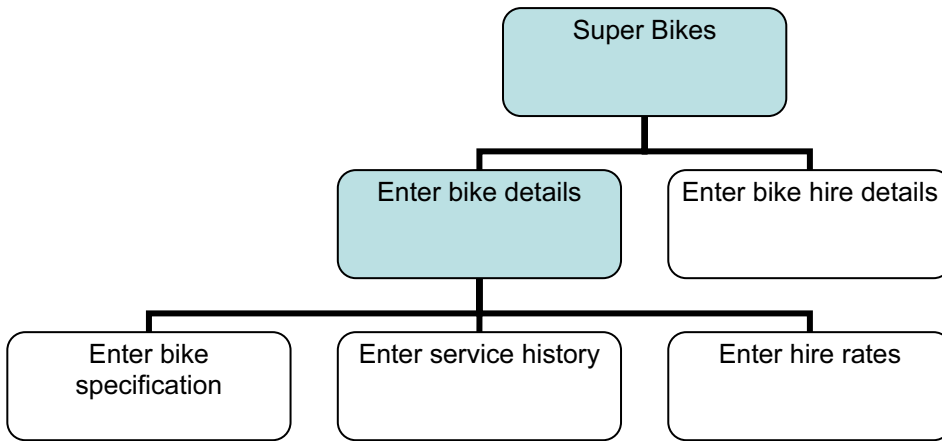 Super Bikes
Enter bike details
Enter bike hire details
Enter bike
specification
Enter service history
Enter hire rates